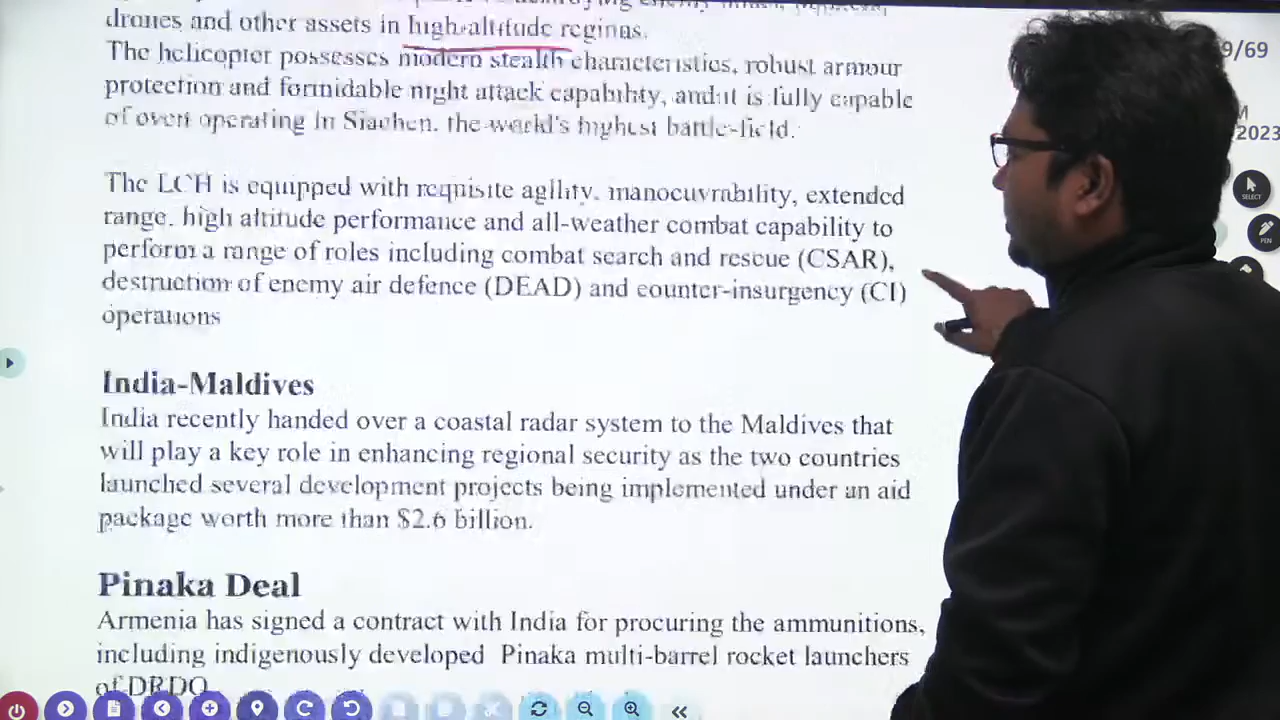 drones and other assets in high-altitude regions.
The helicopter possesses modern stealth characteristics, robust armour
protection and formidable night attack capability, and it is fully capable
of even operating in Siachen, the world's highest battle-field.
The LCH is equipped with requisite agility, manoeuvrability, extended
range, high altitude performance and all-weather combat capability to
perform a range of roles including combat search and rescue (CSAR),
destruction of enemy air defence (DEAD) and counter-insurgency (CI)
operations
India-Maldives
India recently handed over a coastal radar system to the Maldives that
will play a key role in enhancing regional security as the two countries
launched several development projects being implemented under an aid
package worth more than $2.6 billion.
Pinaka Deal
Armenia has signed a contract with India for procuring the ammunitions,
including indigenously developed Pinaka multi-barrel rocket launchers
of DRDO
9/69
M
2023
SELECT
PEN